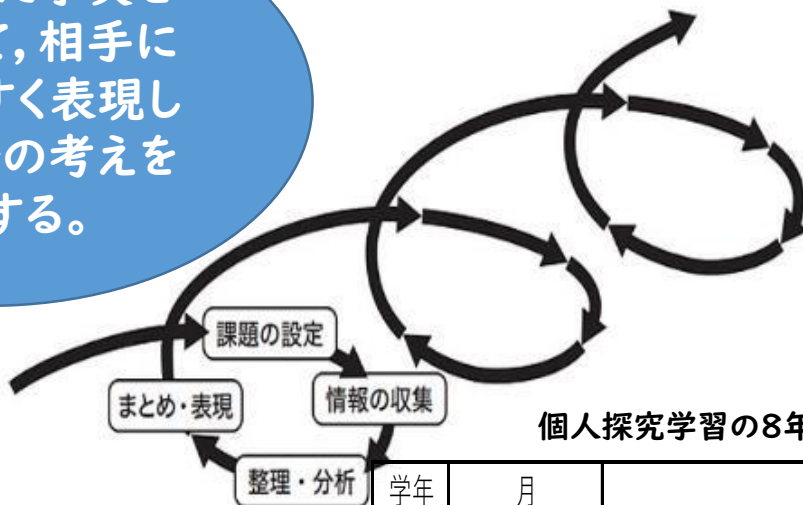 て,相手に
すく表現し
の考えを
する。
課題の設定
情報の収集
まとめ・表現
整理・分析
個人探究学習の8年
学年 月